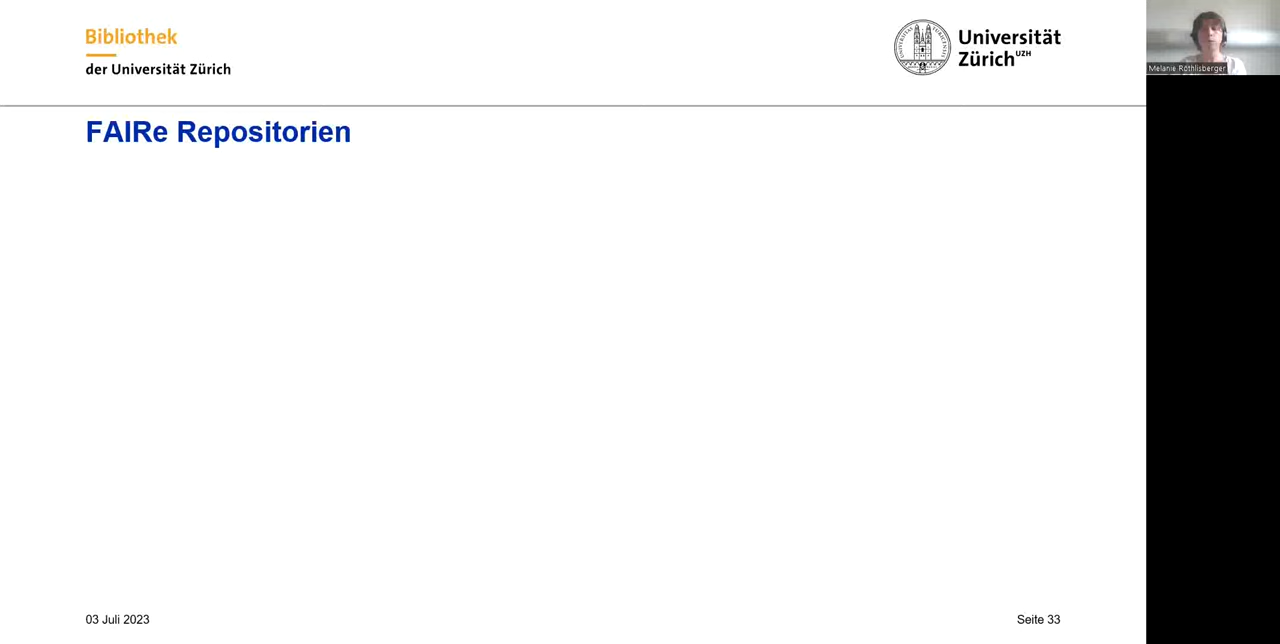 Bibliothek
der Universität Zürich
Universität
Zürich UZH
Melanie Röthlisberger
FAIRe Repositorien
03 Juli 2023
Seite 33